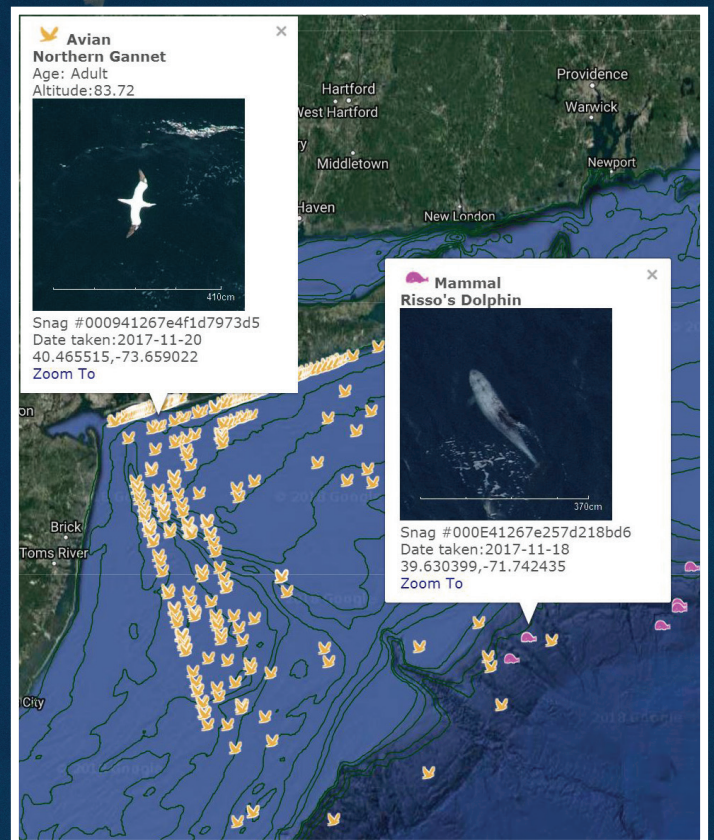 Avian
Northern Gannet
Age: Adult
Altitude:83.72
410cm
Snag #000941267e4f1d7973d5
Date taken:2017-11-20
40.465515,-73.659022
Zoom To
Hartford
West Hartford
Middletown
Haven
New London
Providence
Warwick
Newport
Mammal
Risso's Dolphin
370cm
Snag #000E41267e257d218bd6
Date taken:2017-11-18
39.630399,-71.742435
Zoom To
Brick
Toms River
City